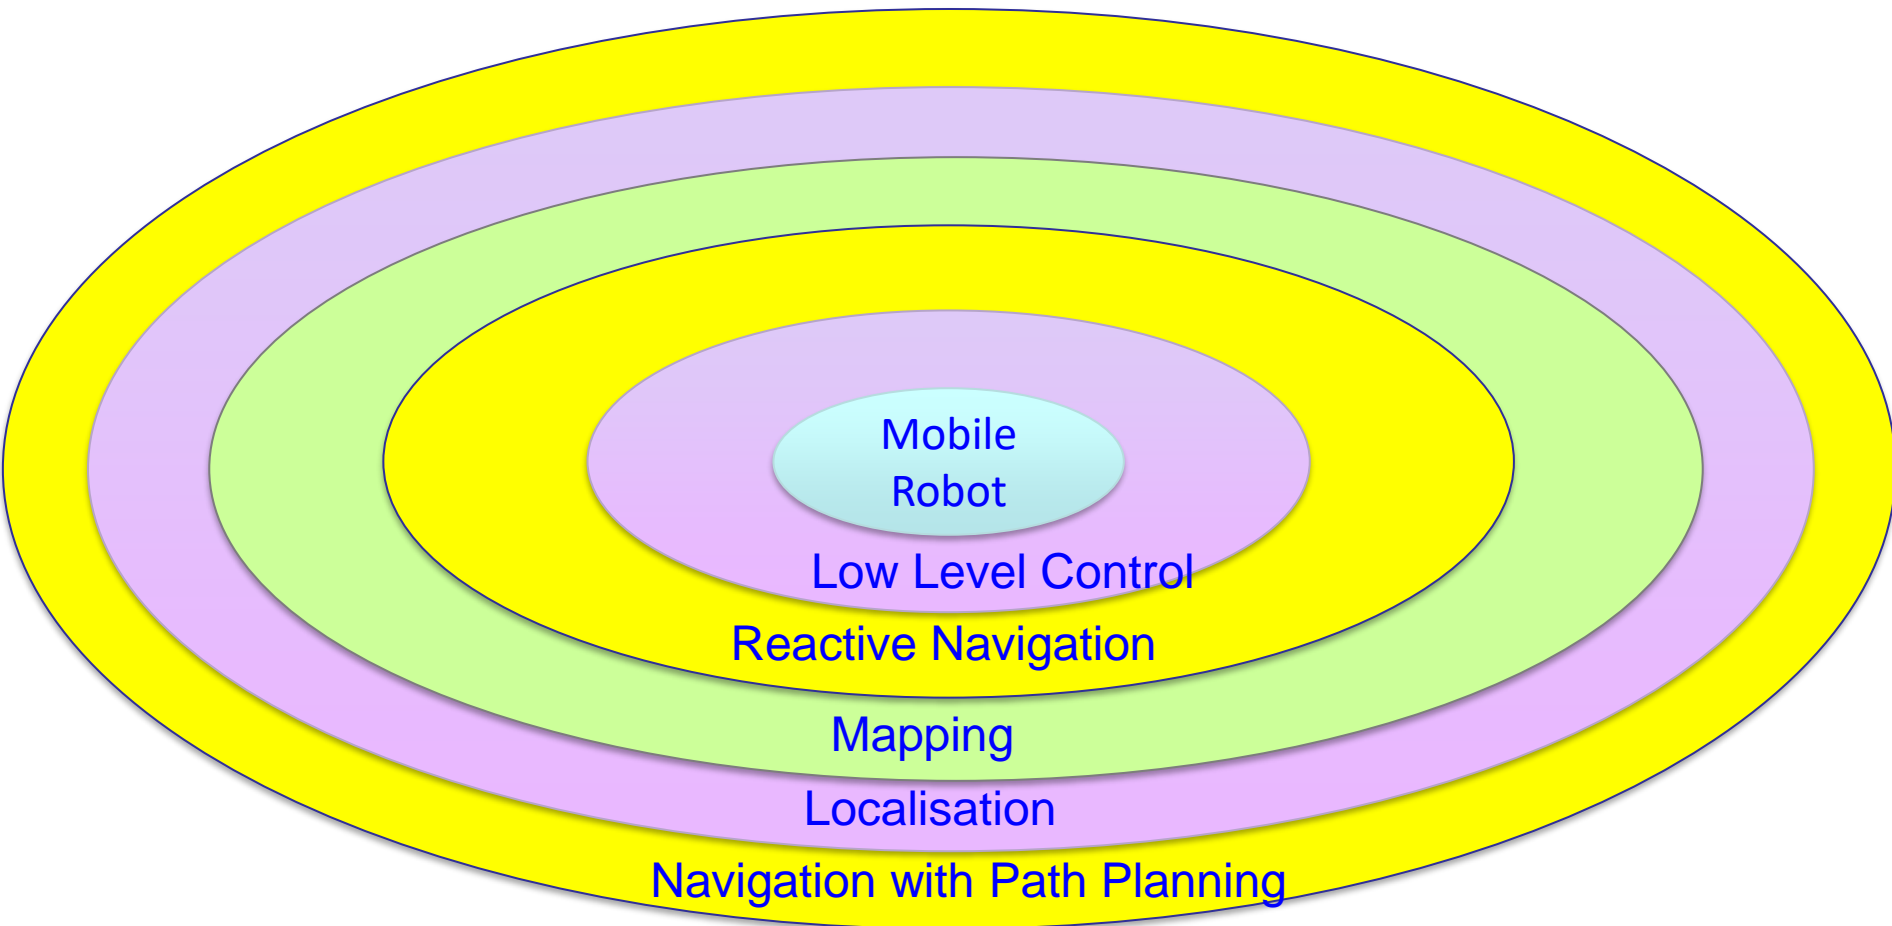 Mobile
Robot
Low Level Control
Reactive Navigation
Mapping
Localisation
Navigation with Path Planning